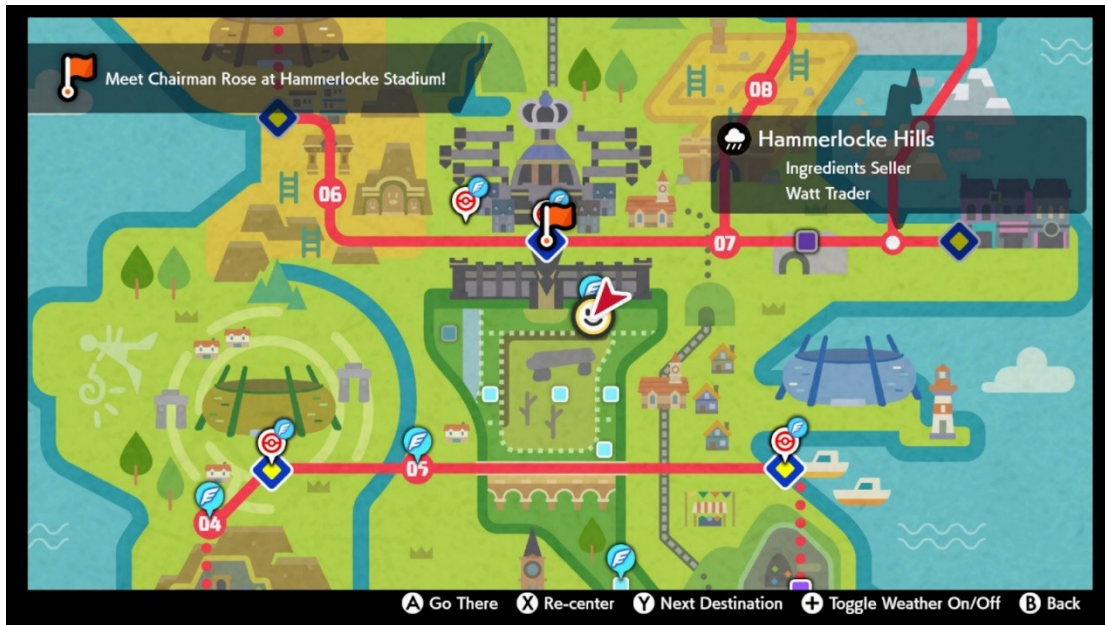 Meet Chairman Rose at Hammerlocke Stadium!
08
Hammerlocke Hills
Ingredients Seller
Watt Trader
06
07
05
04
A Go There X Re-center Y Next Destination + Toggle Weather On/Off B Back